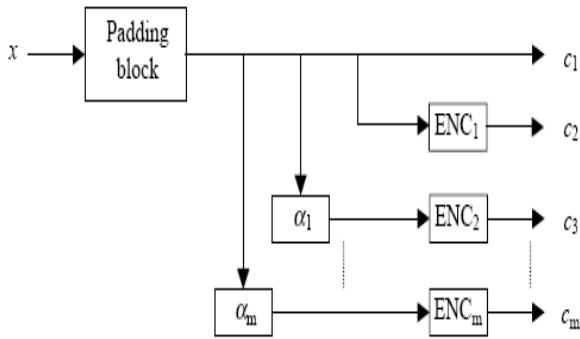 x
Padding
block
c1
ENC1
c2
α1
ENC2
c3
αm
ENCm
cm